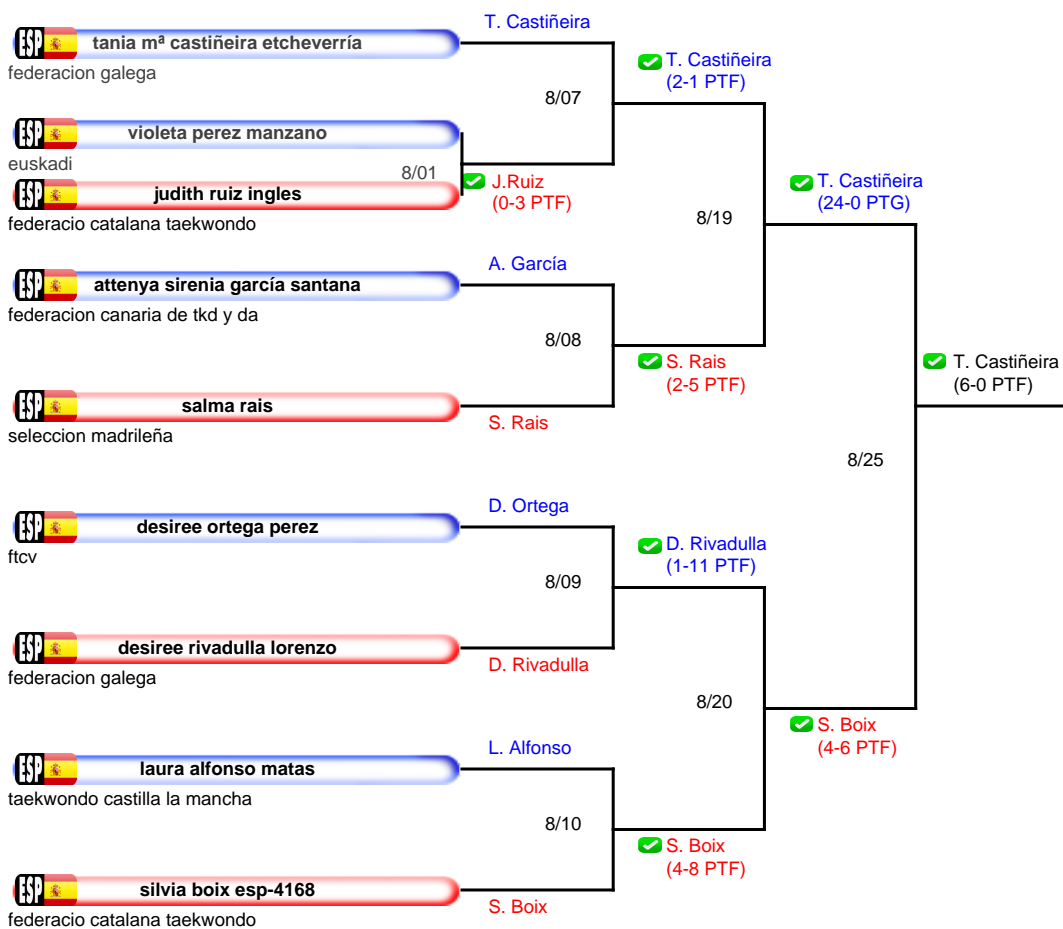 T. Castiñeira
ESP tania mª castiñeira etcheverría
federacion galega
T. Castiñeira
(2-1 PTF)
8/07
ESP violeta perez manzano
euskadi
8/01
J.Ruiz
(0-3 PTF)
ESP judith ruiz ingles
federacio catalana taekwondo
T. Castiñeira
(24-0 PTG)
8/19
A. García
ESP attenya sirenia garcía santana
federacion canaria de tkd y da
8/08
S. Rais
(2-5 PTF)
T. Castiñeira
(6-0 PTF)
ESP salma rais
seleccion madrileña
S. Rais
8/25
D. Ortega
ESP desiree ortega perez
ftcv
D. Rivadulla
(1-11 PTF)
8/09
ESP desiree rivadulla lorenzo
federacion galega
D. Rivadulla
8/20
S. Boix
(4-6 PTF)
L. Alfonso
ESP laura alfonso matas
taekwondo castilla la mancha
8/10
S. Boix
(4-8 PTF)
ESP silvia boix esp-4168
federacio catalana taekwondo
S. Boix